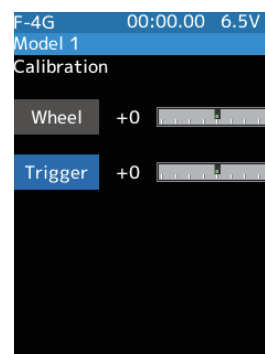 F-4G 00:00.00 6.5V
Model 1
Calibration
Wheel +0
Trigger +0